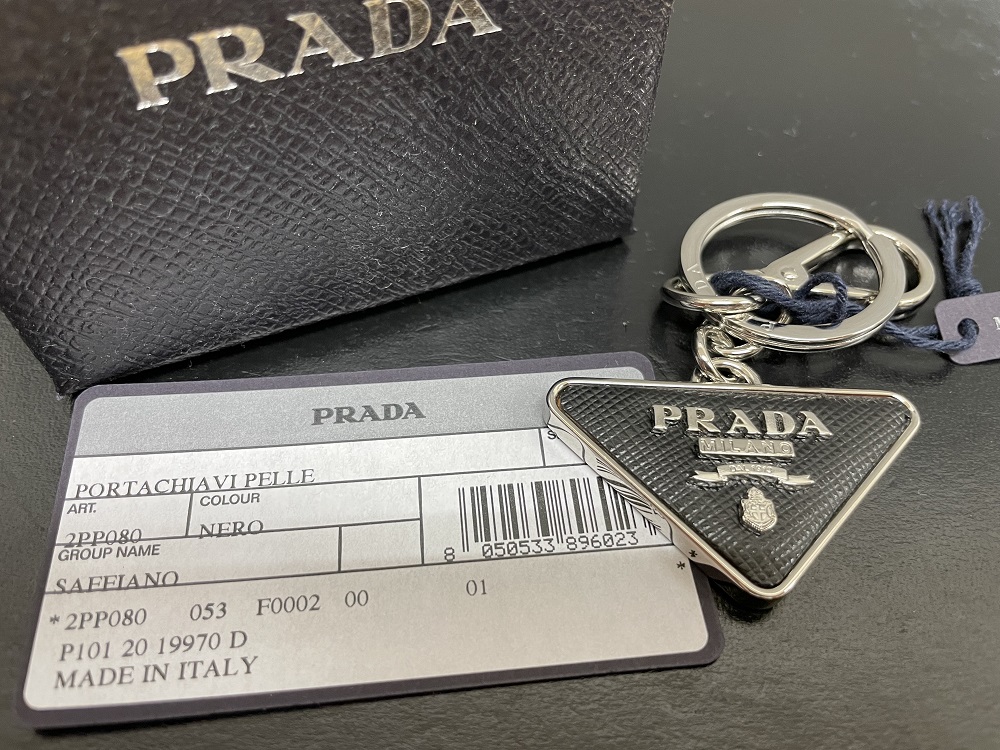 PRADA
PRADA
PORTACHIAVI PELLE
ART.
COLOUR
2PP080
NERO
GROUP NAME
SAFFIANO
8 050533 896023
*2PP080 053 F0002 00 01
*
P101 20 19970 D
MADE IN ITALY
PRADA
MILANO